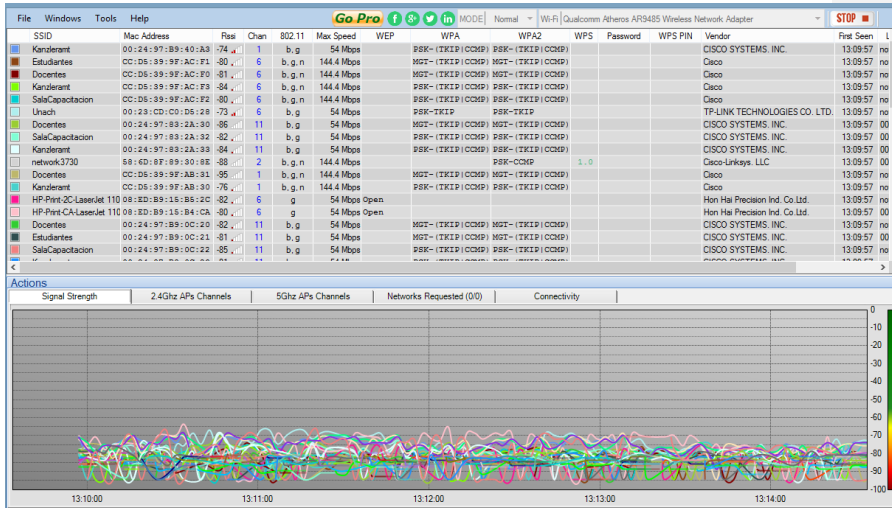 File Windows Tools Help Go Pro MODE Normal Wi-Fi Qualcomm Atheros AR9485 Wireless Network Adapter STOP
SSID Mac Address Rssi Chan 802.11 Max Speed WEP WPA WPA2 WPS Password WPS PIN Vendor First Seen L
Kanzleramt 00:24:97:B9:40:A3 -74 1 b, g 54 Mbps PSK-(TKIP|CCMP) PSK-(TKIP|CCMP) CISCO SYSTEMS. INC. 13:09:57 no
Estudiantes CC:D5:39:9F:AC:F1 -80 6 b, g, n 144.4 Mbps MGT-(TKIP|CCMP) MGT-(TKIP|CCMP) Cisco 13:09:57 no
Docentes CC:D5:39:9F:AC:F0 -81 6 b, g, n 144.4 Mbps MGT-(TKIP|CCMP) MGT-(TKIP|CCMP) Cisco 13:09:57 no
Kanzleramt CC:D5:39:9F:AC:F3 -84 6 b, g, n 144.4 Mbps PSK-(TKIP|CCMP) PSK-(TKIP|CCMP) Cisco 13:09:57 no
SalaCapacitacion CC:D5:39:9F:AC:F2 -80 6 b, g, n 144.4 Mbps PSK-(TKIP|CCMP) PSK-(TKIP|CCMP) Cisco 13:09:57 no
Unach 00:23:CD:C0:D5:28 -73 6 b, g 54 Mbps PSK-TKIP PSK-TKIP TP-LINK TECHNOLOGIES CO. LTD. 13:09:57 no
Docentes 00:24:97:83:2A:30 -86 11 b, g 54 Mbps MGT-(TKIP|CCMP) MGT-(TKIP|CCMP) CISCO SYSTEMS. INC. 13:09:57 00
SalaCapacitacion 00:24:97:83:2A:32 -82 11 b, g 54 Mbps PSK-(TKIP|CCMP) PSK-(TKIP|CCMP) CISCO SYSTEMS. INC. 13:09:57 00
Kanzleramt 00:24:97:83:2A:33 -84 11 b, g 54 Mbps PSK-(TKIP|CCMP) PSK-(TKIP|CCMP) CISCO SYSTEMS. INC. 13:09:57 00
network3730 58:6D:8F:89:30:8E -88 2 b, g, n 144.4 Mbps PSK-CCMP 1.0 Cisco-Linksys. LLC 13:09:57 00
Docentes CC:D5:39:9F:AB:31 -95 1 b, g, n 144.4 Mbps MGT-(TKIP|CCMP) MGT-(TKIP|CCMP) Cisco 13:09:57 no
Kanzleramt CC:D5:39:9F:AB:30 -76 1 b, g, n 144.4 Mbps PSK-(TKIP|CCMP) PSK-(TKIP|CCMP) Cisco 13:09:57 no
HP-Print-2C-LaserJet 110 08:ED:B9:15:B5:2C -82 6 g 54 Mbps Open Hon Hai Precision Ind. Co.Ltd. 13:09:57 no
HP-Print-CA-LaserJet 110 08:ED:B9:15:B4:CA -80 6 g 54 Mbps Open Hon Hai Precision Ind. Co.Ltd. 13:09:57 00
Docentes 00:24:97:B9:0C:20 -82 11 b, g 54 Mbps MGT-(TKIP|CCMP) MGT-(TKIP|CCMP) CISCO SYSTEMS. INC. 13:09:57 no
Estudiantes 00:24:97:B9:0C:21 -81 11 b, g 54 Mbps MGT-(TKIP|CCMP) MGT-(TKIP|CCMP) CISCO SYSTEMS. INC. 13:09:57 00
SalaCapacitacion 00:24:97:B9:0C:22 -85 11 b, g 54 Mbps PSK-(TKIP|CCMP) PSK-(TKIP|CCMP) CISCO SYSTEMS. INC. 13:09:57 no
Actions
Signal Strength 2.4Ghz APs Channels 5Ghz APs Channels Networks Requested (0/0) Connectivity
0
-10
-20
-30
-40
-50
-60
-70
-80
-90
-100
13:10:00 13:11:00 13:12:00 13:13:00 13:14:00